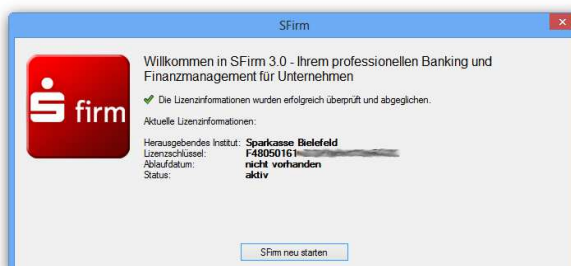 SFirm
x
Willkommen in SFirm 3.0 - Ihrem professionellen Banking und
Finanzmanagement für Unternehmen
Die Lizenzinformationen wurden erfolgreich überprüft und abgeglichen.
Aktuelle Lizenzinformationen:
Herausgebendes Institut: Sparkasse Bielefeld
Lizenzschlüssel: F48050161
Ablaufdatum: nicht vorhanden
Status: aktiv
firm
SFirm neu starten